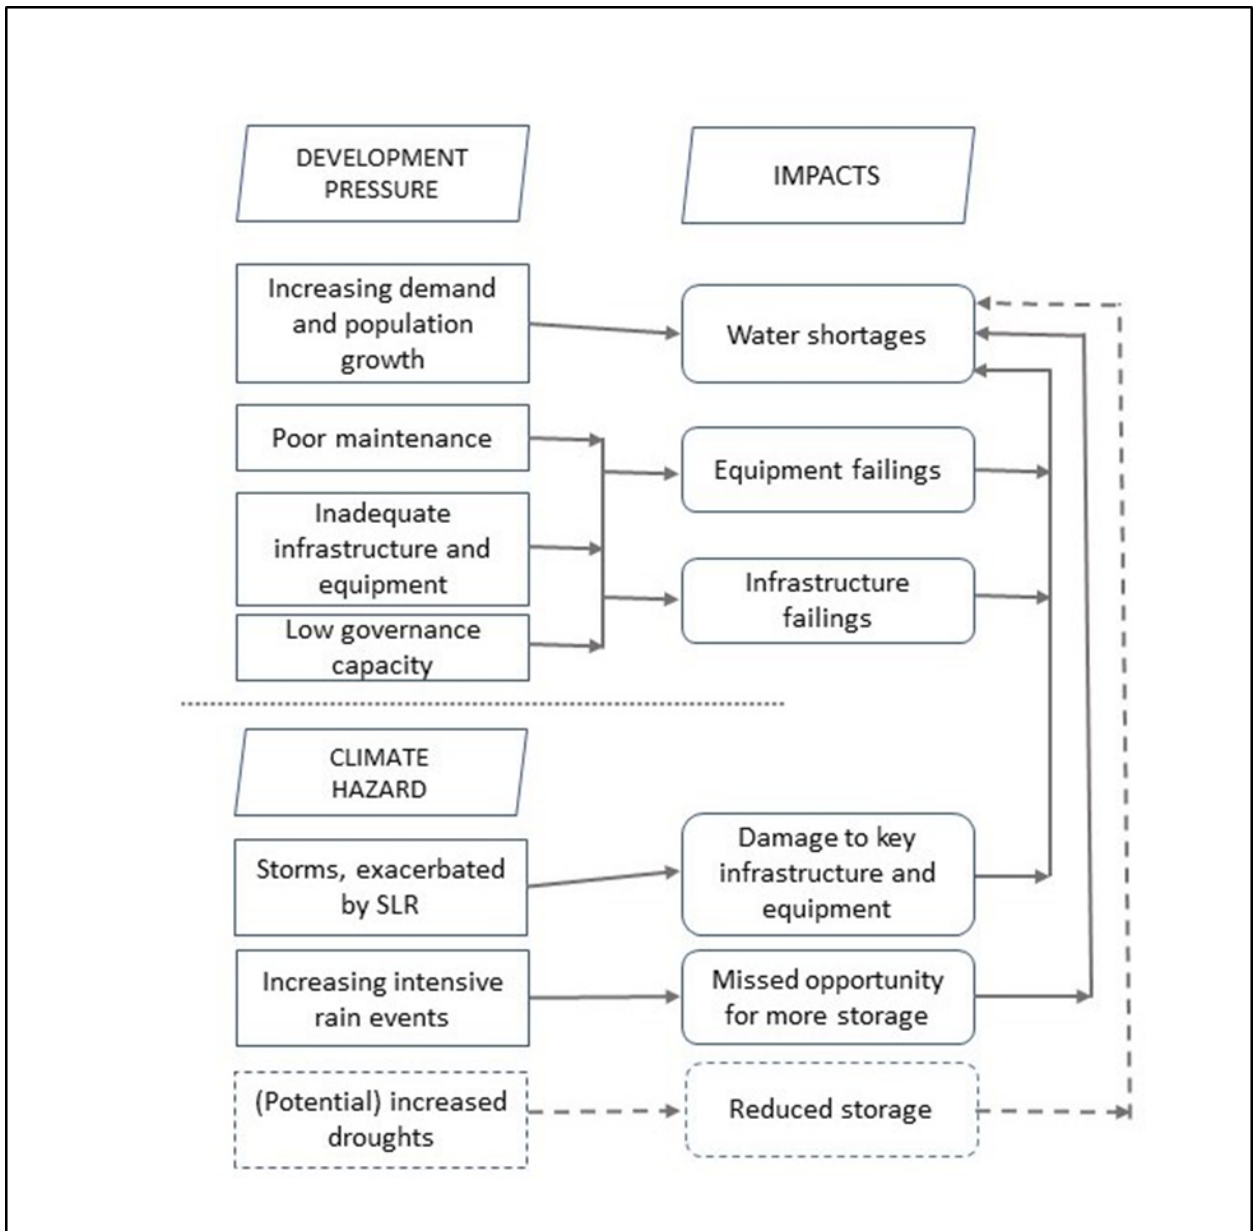 DEVELOPMENT
PRESSURE
IMPACTS
Increasing demand
and population
growth
Water shortages
Poor maintenance
Equipment failings
Inadequate
infrastructure and
equipment
Infrastructure
failings
Low governance
capacity
CLIMATE
HAZARD
Storms, exacerbated
by SLR
Damage to key
infrastructure and
equipment
Increasing intensive
rain events
Missed opportunity
for more storage
(Potential) increased
droughts
Reduced storage